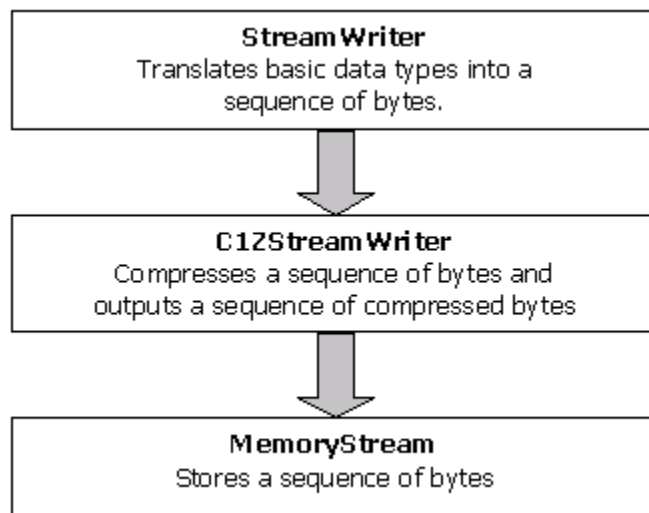 StreamWriter
Translates basic data types into a
sequence of bytes.
C1ZStreamWriter
Compresses a sequence of bytes and
outputs a sequence of compressed bytes
MemoryStream
Stores a sequence of bytes